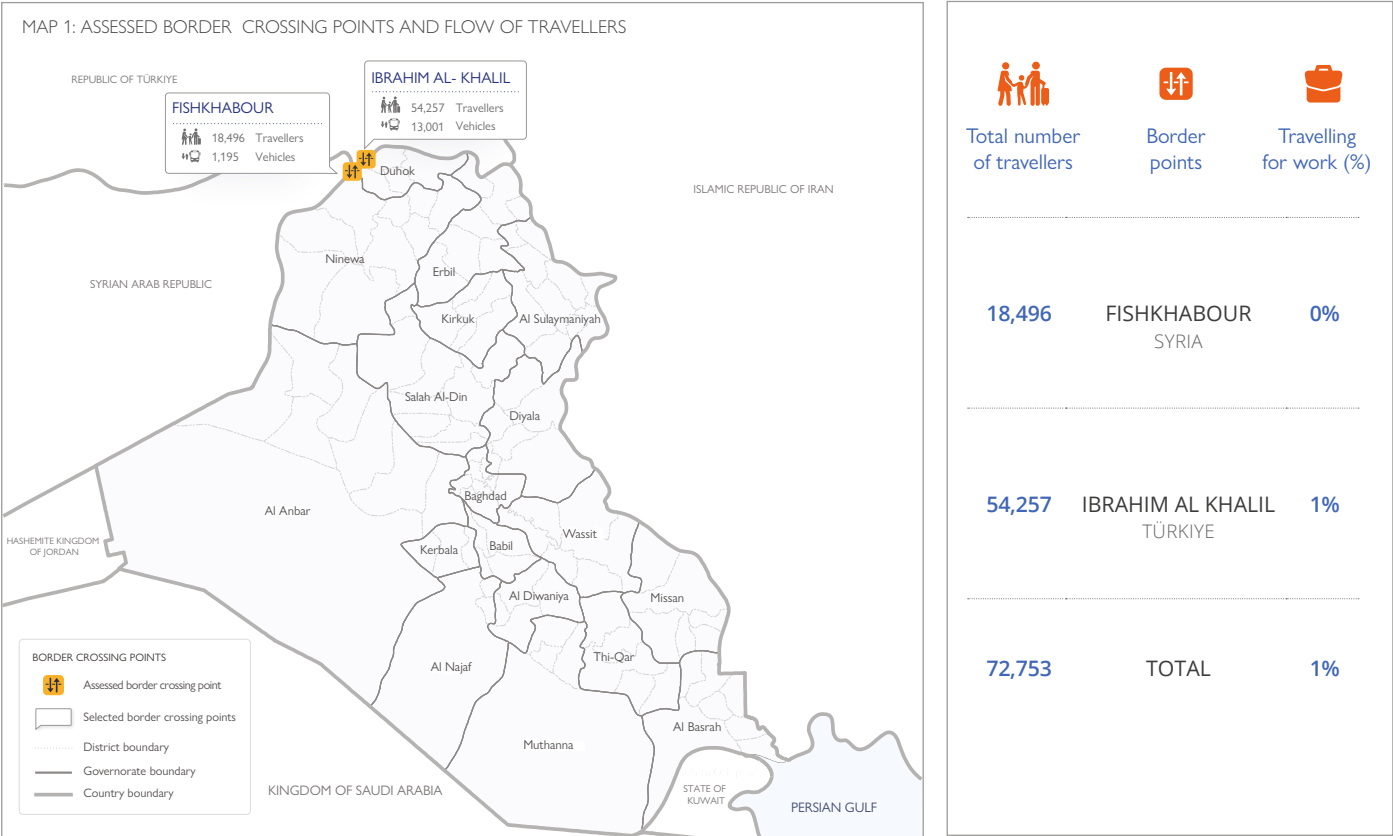 MAP 1: ASSESSED BORDER CROSSING POINTS AND FLOW OF TRAVELLERS
REPUBLIC OF TÜRKIYE
IBRAHIM AL- KHALIL
54,257 Travellers
13,001 Vehicles
FISHKHABOUR
18,496 Travellers
1,195 Vehicles
Duhok
ISLAMIC REPUBLIC OF IRAN
Ninewa
Erbil
SYRIAN ARAB REPUBLIC
Kirkuk
Al Sulaymaniyah
Salah Al-Din
Diyala
Baghdad
Al Anbar
Wassit
HASHEMITE KINGDOM
OF JORDAN
Kerbala
Babil
Al Diwaniya
Missan
Al Najaf
Thi-Qar
Al Basrah
Muthanna
BORDER CROSSING POINTS
Assessed border crossing point
Selected border crossing points
District boundary
Governorate boundary
Country boundary
KINGDOM OF SAUDI ARABIA
STATE OF
KUWAIT
PERSIAN GULF
Total number
of travellers
Border
points
Travelling
for work (%)
18,496
FISHKHABOUR
SYRIA
0%
54,257
IBRAHIM AL KHALIL
TÜRKIYE
1%
72,753
TOTAL
1%